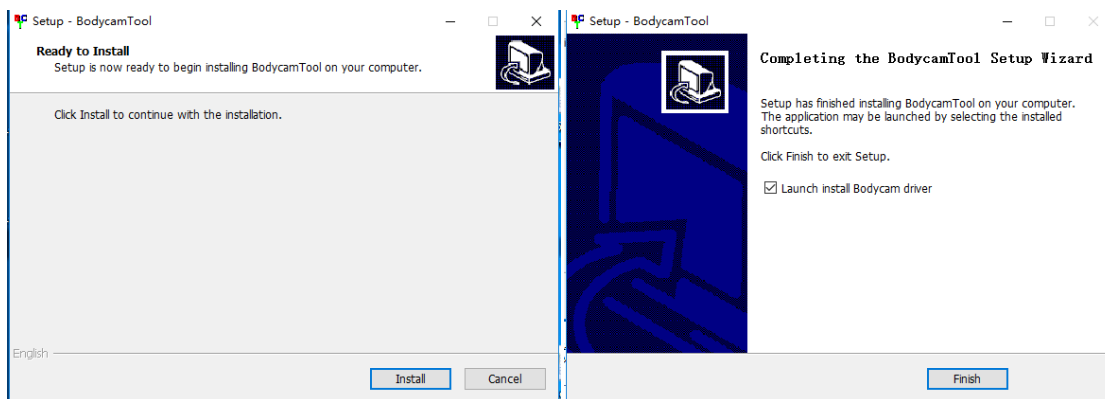 Setup - BodycamTool
Ready to Install
Setup is now ready to begin installing BodycamTool on your computer.
Click Install to continue with the installation.
English
Install
Cancel
Setup - BodycamTool
Completing the BodycamTool Setup Wizard
Setup has finished installing BodycamTool on your computer.
The application may be launched by selecting the installed
shortcuts.
Click Finish to exit Setup.
Launch install Bodycam driver
Finish